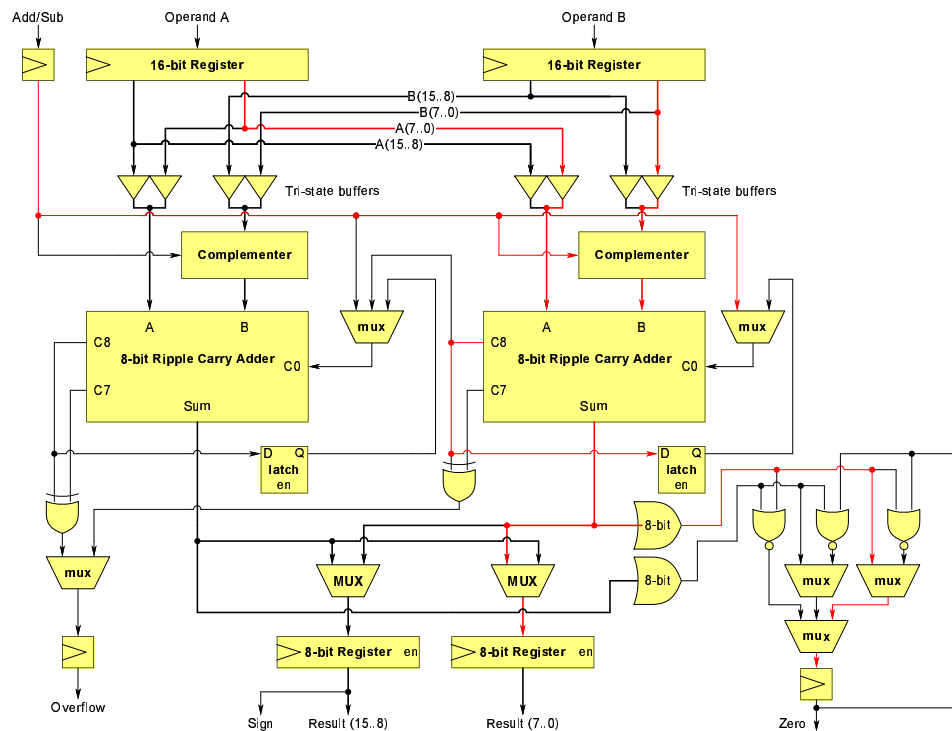 Add/Sub
Operand A
Operand B
16-bit Register
16-bit Register
B(15..8)
B(7..0)
A(7..0)
A(15..8)
Tri-state buffers
Tri-state buffers
Complementer
Complementer
A
B
mux
A
B
mux
C8
8-bit Ripple Carry Adder
C0
C8
8-bit Ripple Carry Adder
C0
C7
C7
Sum
Sum
D
Q
latch
en
D
Q
latch
en
8-bit
mux
MUX
MUX
8-bit
mux
mux
mux
8-bit Register
en
8-bit Register
en
Overflow
Sign
Result (15..8)
Result (7..0)
Zero